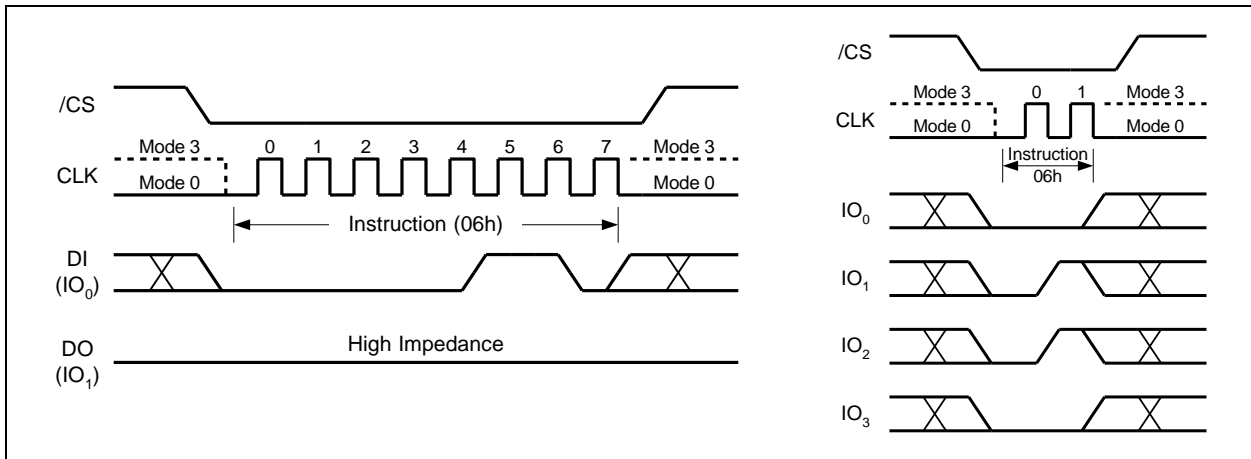 /CS
Mode 3 0 1 2 3 4 5 6 7 Mode 3
CLK
Mode 0 Mode 0
Instruction (06h)
DI
(IO0)
High Impedance
DO
(IO1)
/CS
Mode 3 0 1 Mode 3
CLK
Mode 0 Mode 0
Instruction
06h
IO0
IO1
IO2
IO3